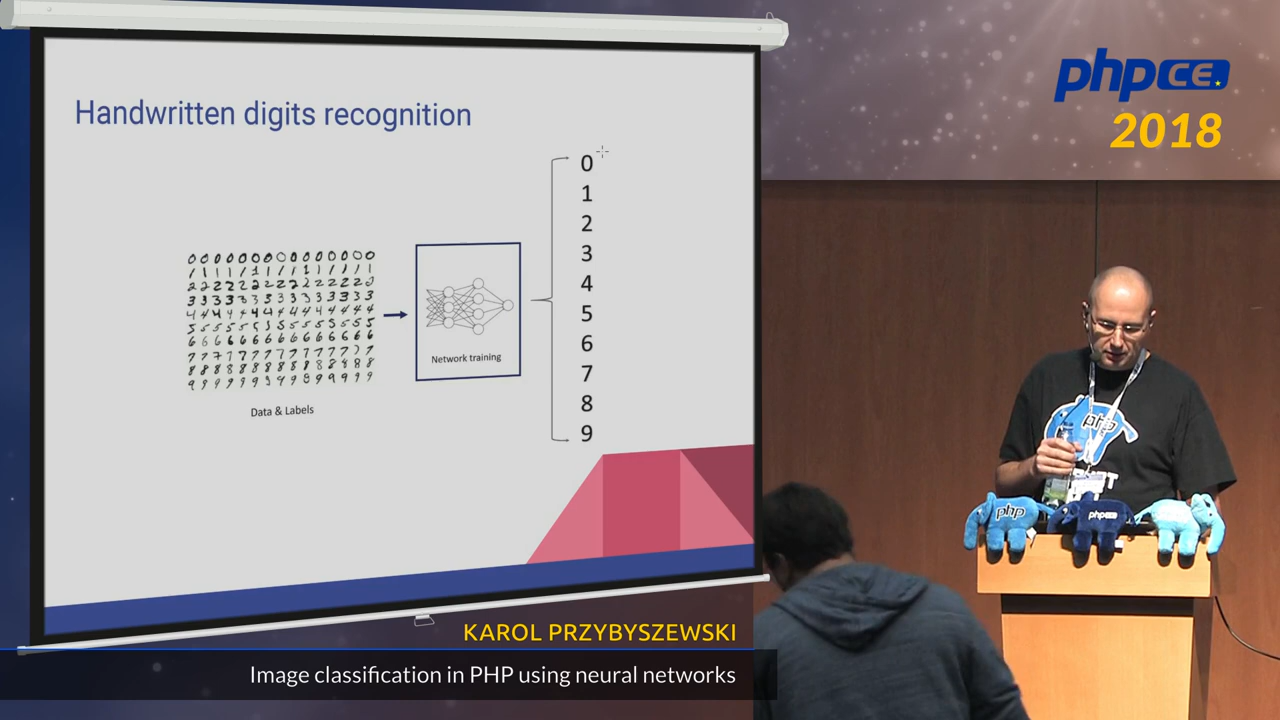 Handwritten digits recognition
0
1
2
3
4
5
6
7
8
9
Network training
Data & Labels
phpCE.
2018
php
php
phpce
KAROL PRZYBYSZEWSKI
Image classification in PHP using neural networks